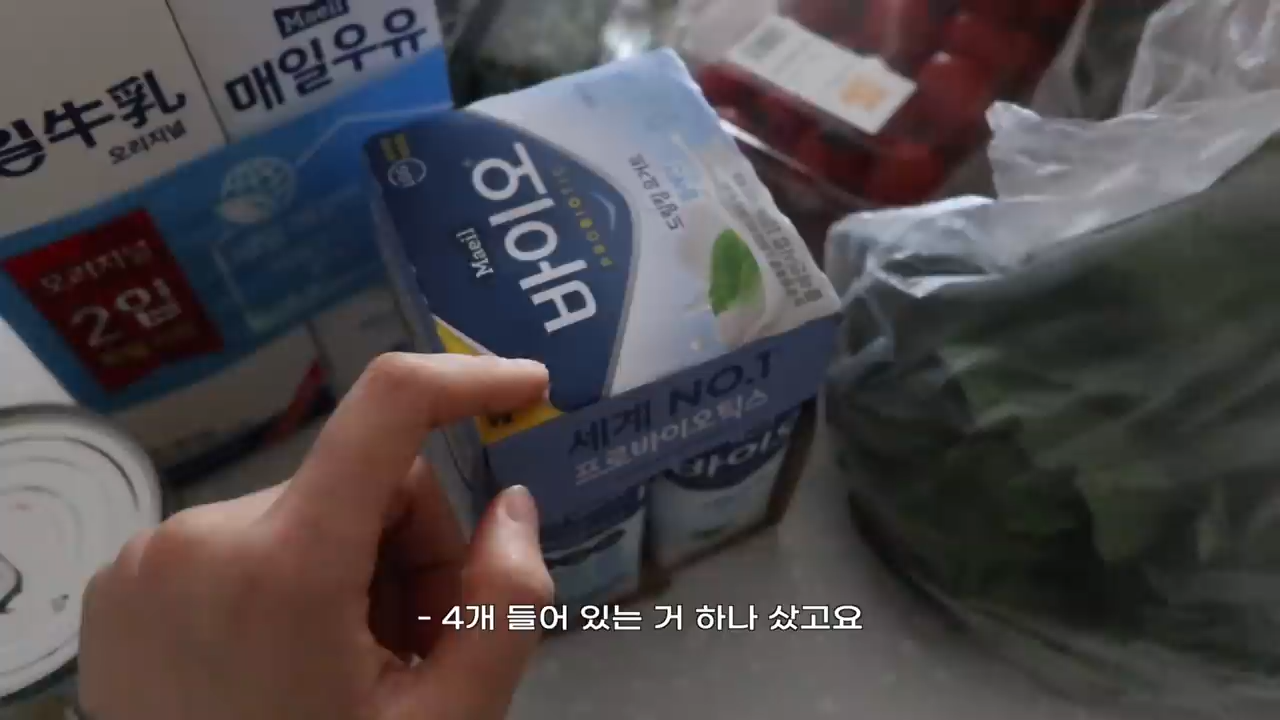 Maeil
매일우유
일牛乳
오리지널
오리지널
2입
Maeil
바이오
PROBIOTIC
세계 NO.1
프로바이오틱스
바이오
- 4개 들어 있는 거 하나 샀고요